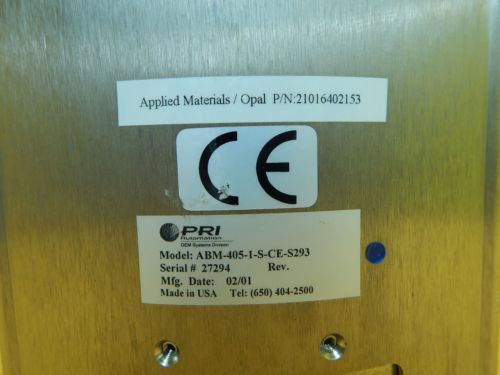 Applied Materials / Opal P/N:21016402153
CE
PRI
Automation
OEM Systems Division
Model: ABM-405-1-S-CE-S293
Serial # 27294 Rev.
Mfg. Date: 02/01
Made in USA Tel: (650) 404-2500